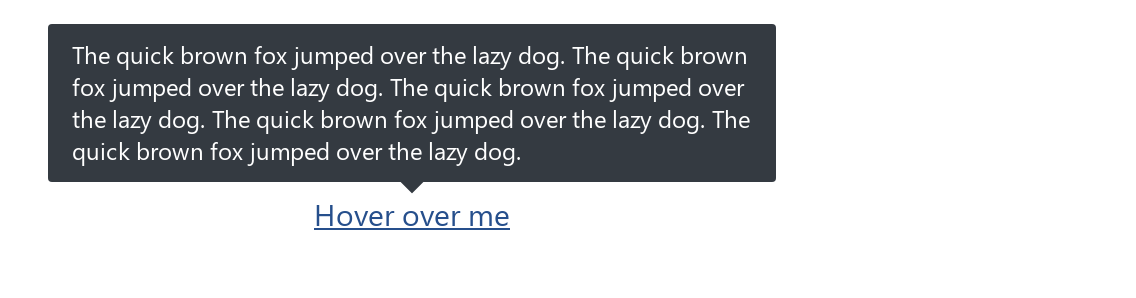 The quick brown fox jumped over the lazy dog. The quick brown
fox jumped over the lazy dog. The quick brown fox jumped over
the lazy dog. The quick brown fox jumped over the lazy dog. The
quick brown fox jumped over the lazy dog.
Hover over me